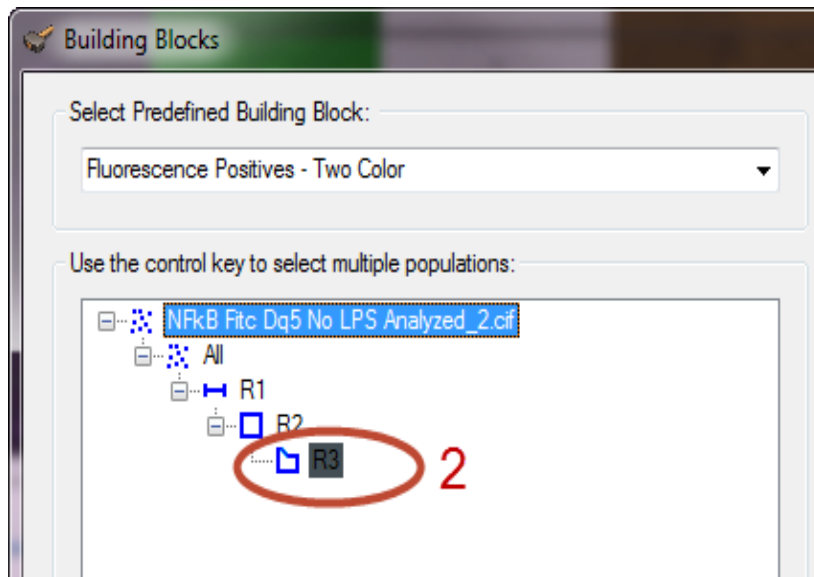 Building Blocks
Select Predefined Building Block:
Fluorescence Positives - Two Color
Use the control key to select multiple populations:
NFkB Fitc Dq5 No LPS Analyzed_2.cif
All
R1
R2
R3
2